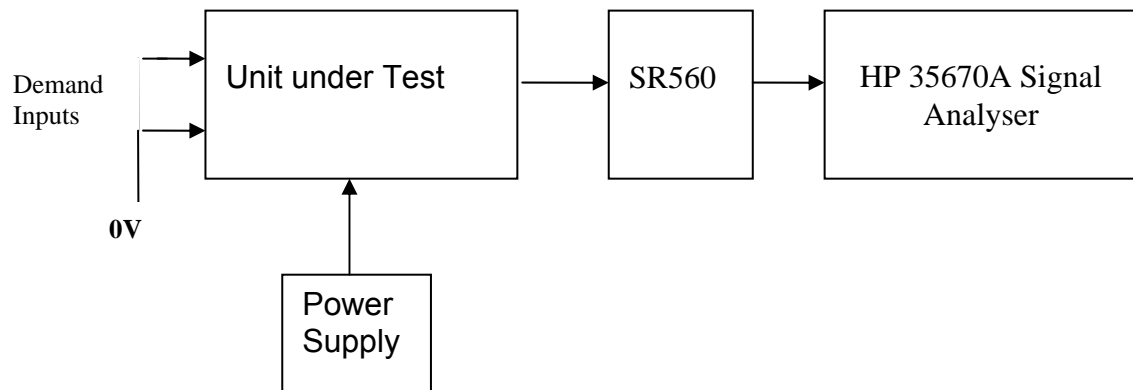 Demand
Inputs
0V
Unit under Test
SR560
HP 35670A Signal
Analyser
Power
Supply